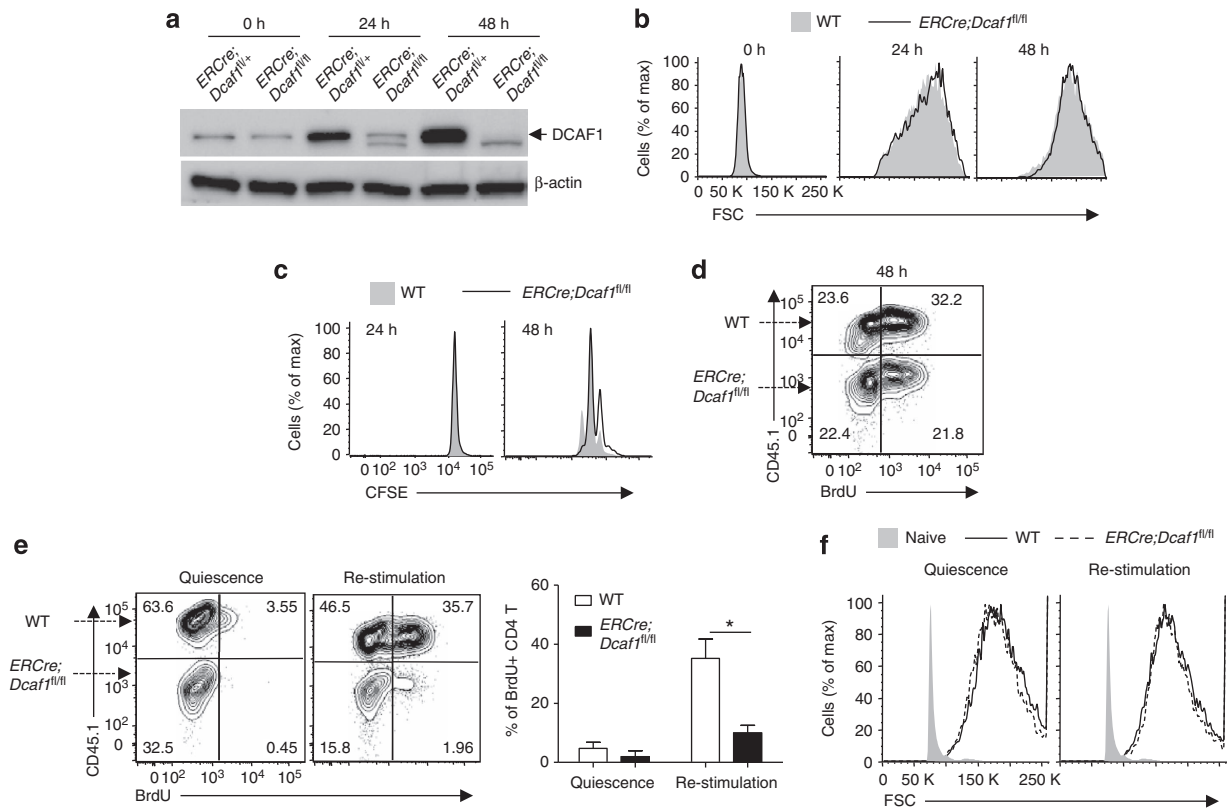 a
0 h
24 h
48 h
ERCre;
Dcaf1fl/+
ERCre;
Dcaf1fl/fl
ERCre;
Dcaf1fl/+
ERCre;
Dcaf1fl/fl
ERCre;
Dcaf1fl/+
ERCre;
Dcaf1fl/fl
DCAF1
β-actin
b
WT
ERCre;Dcaf1fl/fl
0 h
24 h
48 h
Cells (% of max)
100
80
60
40
20
0
0 50 K 150 K 250 K
FSC
c
WT
ERCre;Dcaf1fl/fl
24 h
48 h
Cells (% of max)
100
80
60
40
20
0
0 10² 10³ 10⁴ 10⁵
CFSE
d
48 h
WT
ERCre;
Dcaf1fl/fl
CD45.1
10⁵
10⁴
10³
10²
0
23.6
32.2
22.4
21.8
0 10² 10³ 10⁴ 10⁵
BrdU
e
Quiescence
Re-stimulation
WT
ERCre;
Dcaf1fl/fl
CD45.1
10⁵
10⁴
10³
10²
0
63.6
3.55
32.5
0.45
46.5
35.7
15.8
1.96
0 10² 10³ 10⁴ 10⁵
0 10² 10³ 10⁴ 10⁵
BrdU
% of BrdU+ CD4 T
60
40
20
0
WT
ERCre;
Dcaf1fl/fl
*
Quiescence
Re-stimulation
f
Naive
WT
ERCre;Dcaf1fl/fl
Quiescence
Re-stimulation
Cells (% of max)
100
80
60
40
20
0
0 50 K 150 K 250 K
FSC